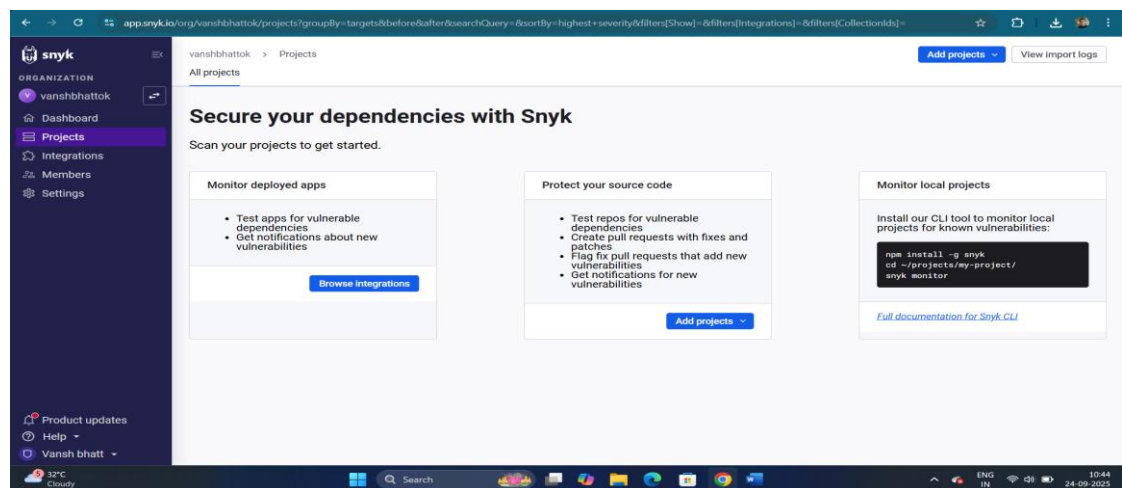 app.snyk.io/org/vanshbhattok/projects?groupBy=targets&before&after&searchQuery=&sortBy=highest+severity&filters[Show]=&filters[Integrations]=&filters[CollectionIds]=
snyk
ORGANIZATION
V vanshbhattok
Dashboard
Projects
Integrations
Members
Settings
Product updates
Help
Vansh bhatt
vanshbhattok > Projects
Add projects
View import logs
All projects
Secure your dependencies with Snyk
Scan your projects to get started.
Monitor deployed apps
• Test apps for vulnerable
dependencies
• Get notifications about new
vulnerabilities
Browse integrations
Protect your source code
• Test repos for vulnerable
dependencies
• Create pull requests with fixes and
patches
• Flag fix pull requests that add new
vulnerabilities
• Get notifications for new
vulnerabilities
Add projects
Monitor local projects
Install our CLI tool to monitor local
projects for known vulnerabilities:
npm install -g snyk
cd ~/projects/my-project/
snyk monitor
Full documentation for Snyk CLI
5
32°C
Cloudy
Search
ENG
IN
10:44
24-09-2025